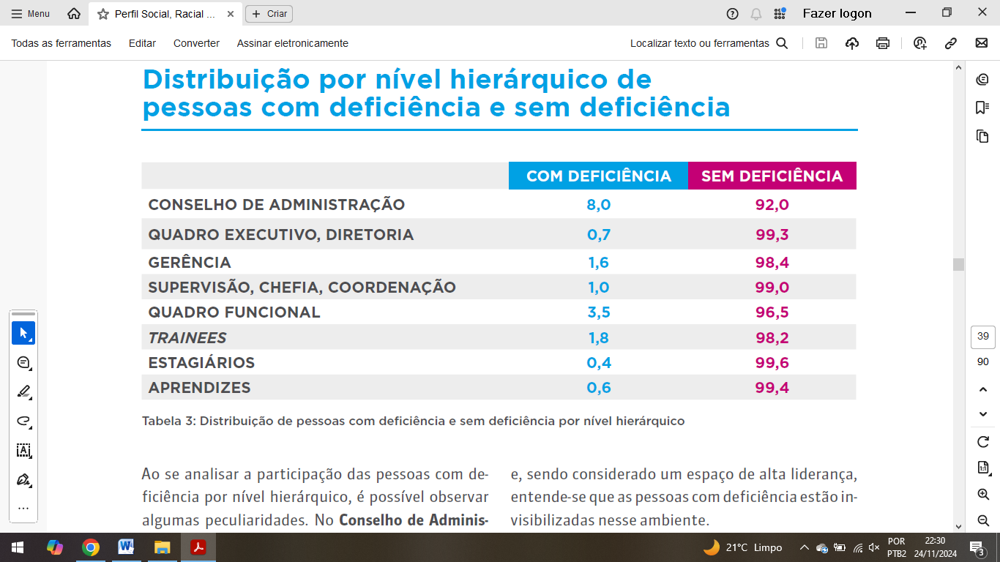 Menu
Perfil Social, Racial ...
Criar
Fazer logon
Todas as ferramentas
Editar
Converter
Assinar eletronicamente
Localizar texto ou ferramentas
Distribuição por nível hierárquico de
pessoas com deficiência e sem deficiência
COM DEFICIÊNCIA SEM DEFICIÊNCIA
CONSELHO DE ADMINISTRAÇÃO 8,0 92,0
QUADRO EXECUTIVO, DIRETORIA 0,7 99,3
GERÊNCIA 1,6 98,4
SUPERVISÃO, CHEFIA, COORDENAÇÃO 1,0 99,0
QUADRO FUNCIONAL 3,5 96,5
TRAINEES 1,8 98,2
ESTAGIÁRIOS 0,4 99,6
APRENDIZES 0,6 99,4
Tabela 3: Distribuição de pessoas com deficiência e sem deficiência por nível hierárquico
Ao se analisar a participação das pessoas com de-
ficiência por nível hierárquico, é possível observar
algumas peculiaridades. No Conselho de Adminis-
e, sendo considerado um espaço de alta liderança,
entende-se que as pessoas com deficiência estão in-
visibilizadas nesse ambiente.
39
90
1:1
21°C Limpo
POR
PTB2
22:30
24/11/2024
3